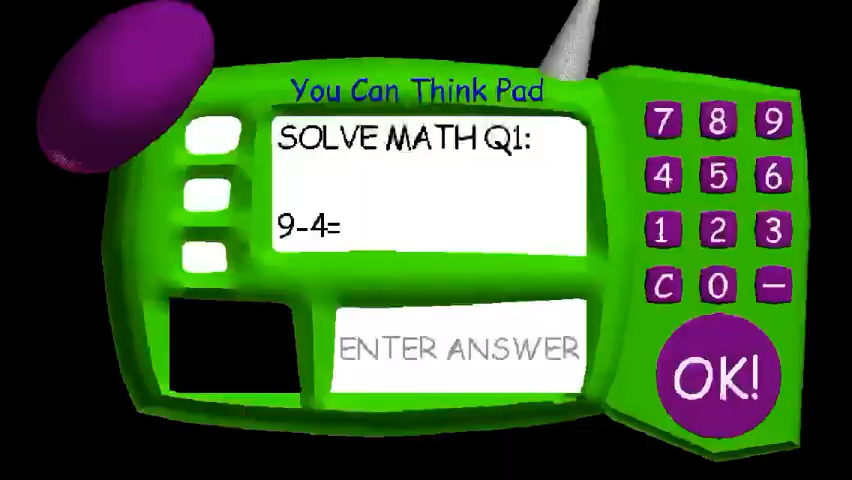 You Can Think Pad
SOLVE MATH Q1:
9-4=
ENTER ANSWER
7 8 9
4 5 6
1 2 3
C 0 —
OK!